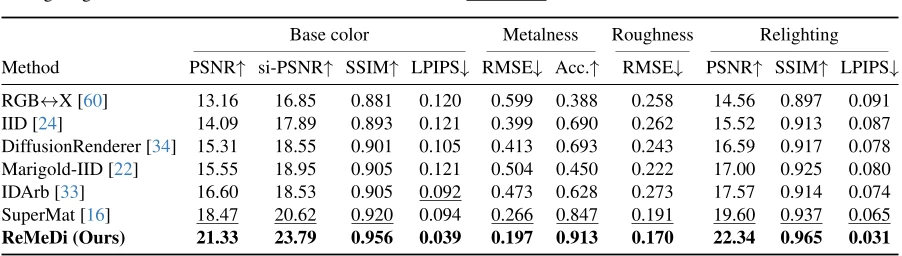 Base color Metalness Roughness Relighting
Method PSNR↑ si-PSNR↑ SSIM↑ LPIPS↓ RMSE↓ Acc.↑ RMSE↓ PSNR↑ SSIM↑ LPIPS↓
RGB↔X [60] 13.16 16.85 0.881 0.120 0.599 0.388 0.258 14.56 0.897 0.091
IID [24] 14.09 17.89 0.893 0.121 0.399 0.690 0.262 15.52 0.913 0.087
DiffusionRenderer [34] 15.31 18.55 0.901 0.105 0.413 0.693 0.243 16.59 0.917 0.078
Marigold-IID [22] 15.55 18.95 0.905 0.121 0.504 0.450 0.222 17.00 0.925 0.080
IDArb [33] 16.60 18.53 0.905 0.092 0.473 0.628 0.273 17.57 0.914 0.074
SuperMat [16] 18.47 20.62 0.920 0.094 0.266 0.847 0.191 19.60 0.937 0.065
ReMeDi (Ours) 21.33 23.79 0.956 0.039 0.197 0.913 0.170 22.34 0.965 0.031